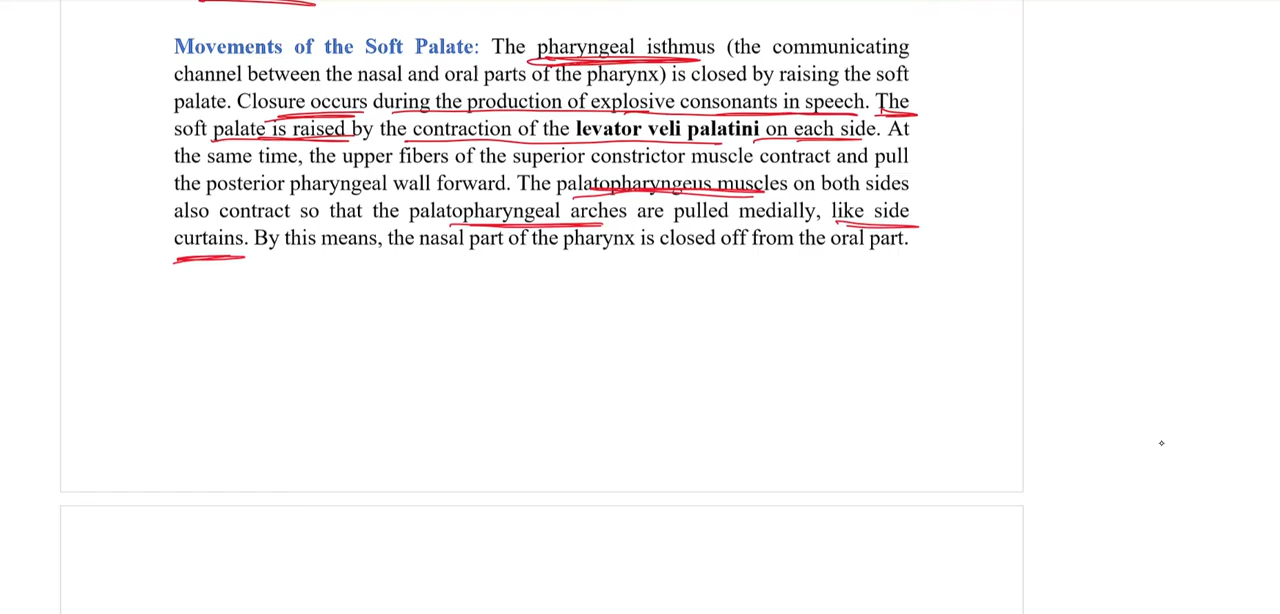 Movements of the Soft Palate: The pharyngeal isthmus (the communicating
channel between the nasal and oral parts of the pharynx) is closed by raising the soft
palate. Closure occurs during the production of explosive consonants in speech. The
soft palate is raised by the contraction of the levator veli palatini on each side. At
the same time, the upper fibers of the superior constrictor muscle contract and pull
the posterior pharyngeal wall forward. The palatopharyngeus muscles on both sides
also contract so that the palatopharyngeal arches are pulled medially, like side
curtains. By this means, the nasal part of the pharynx is closed off from the oral part.